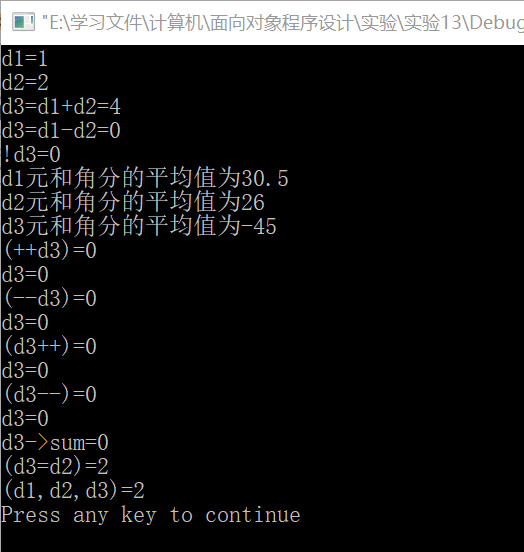 "E:\学习文件\计算机\面向对象程序设计\实验\实验13\Debug
d1=1
d2=2
d3=d1+d2=4
d3=d1-d2=0
!d3=0
d1元和角分的平均值为30.5
d2元和角分的平均值为26
d3元和角分的平均值为-45
(++d3)=0
d3=0
(--d3)=0
d3=0
(d3++)=0
d3=0
(d3--)=0
d3=0
d3->sum=0
(d3=d2)=2
(d1,d2,d3)=2
Press any key to continue